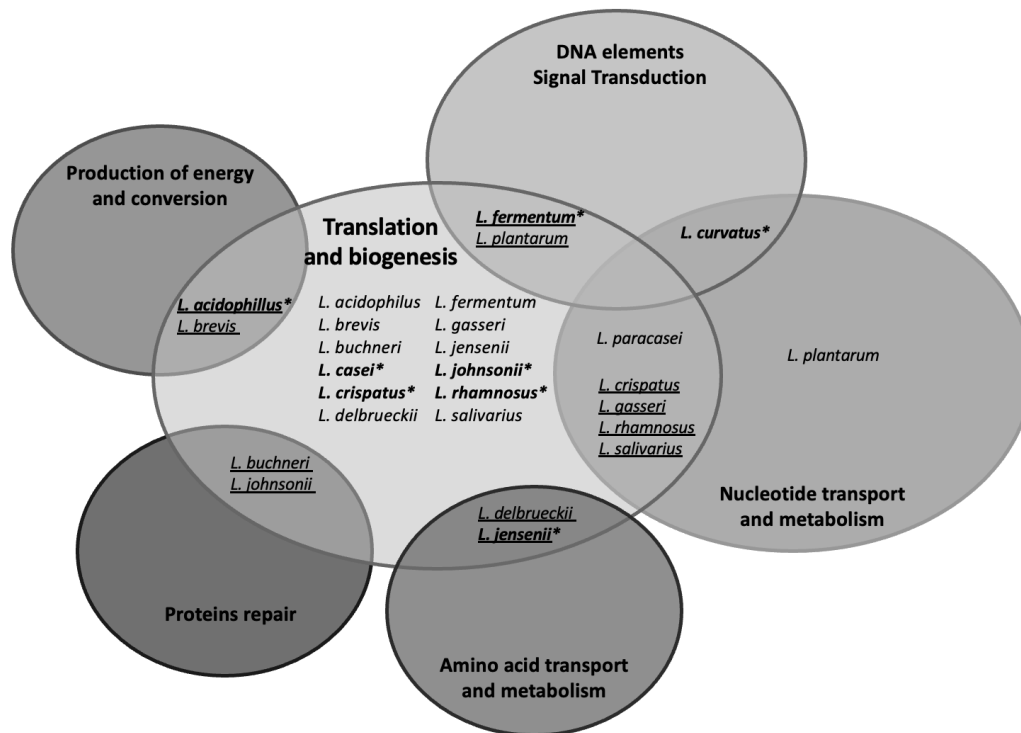 DNA elements
Signal Transduction
Production of energy
and conversion
Translation
and biogenesis
L. fermentum*
L. plantarum
L. curvatus*
L. acidophillus*
L. brevis
L. acidophilus L. fermentum
L. brevis L. gasseri
L. buchneri L. jensenii
L. casei* L. johnsonii*
L. crispatus* L. rhamnosus*
L. delbrueckii L. salivarius
L. paracasei
L. crispatus
L. gasseri
L. rhamnosus
L. salivarius
L. plantarum
L. buchneri
L. johnsonii
Nucleotide transport
and metabolism
L. delbrueckii
L. jensenii*
Proteins repair
Amino acid transport
and metabolism